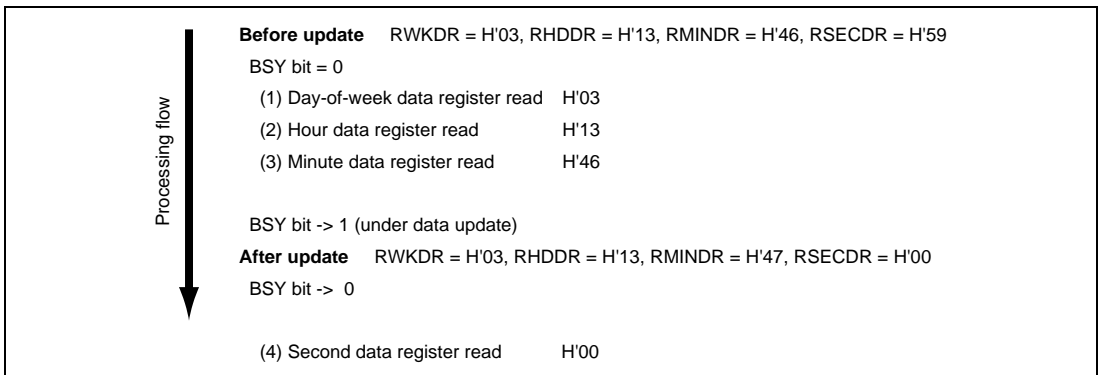 Processing flow
Before update RWKDR = H'03, RHDDR = H'13, RMINDR = H'46, RSECDR = H'59
BSY bit = 0
(1) Day-of-week data register read H'03
(2) Hour data register read H'13
(3) Minute data register read H'46
BSY bit -> 1 (under data update)
After update RWKDR = H'03, RHDDR = H'13, RMINDR = H'47, RSECDR = H'00
BSY bit -> 0
(4) Second data register read H'00